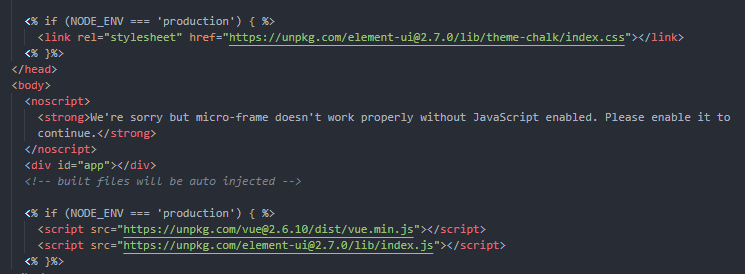 <% if (NODE_ENV === 'production') { %>
<link rel="stylesheet" href="https://unpkg.com/element-ui@2.7.0/lib/theme-chalk/index.css"></link>
<% }%>
</head>
<body>
<noscript>
<strong>We're sorry but micro-frame doesn't work properly without JavaScript enabled. Please enable it to
continue.</strong>
</noscript>
<div id="app"></div>
<!-- built files will be auto injected -->
<% if (NODE_ENV === 'production') { %>
<script src="https://unpkg.com/vue@2.6.10/dist/vue.min.js"></script>
<script src="https://unpkg.com/element-ui@2.7.0/lib/index.js"></script>
<% }%>